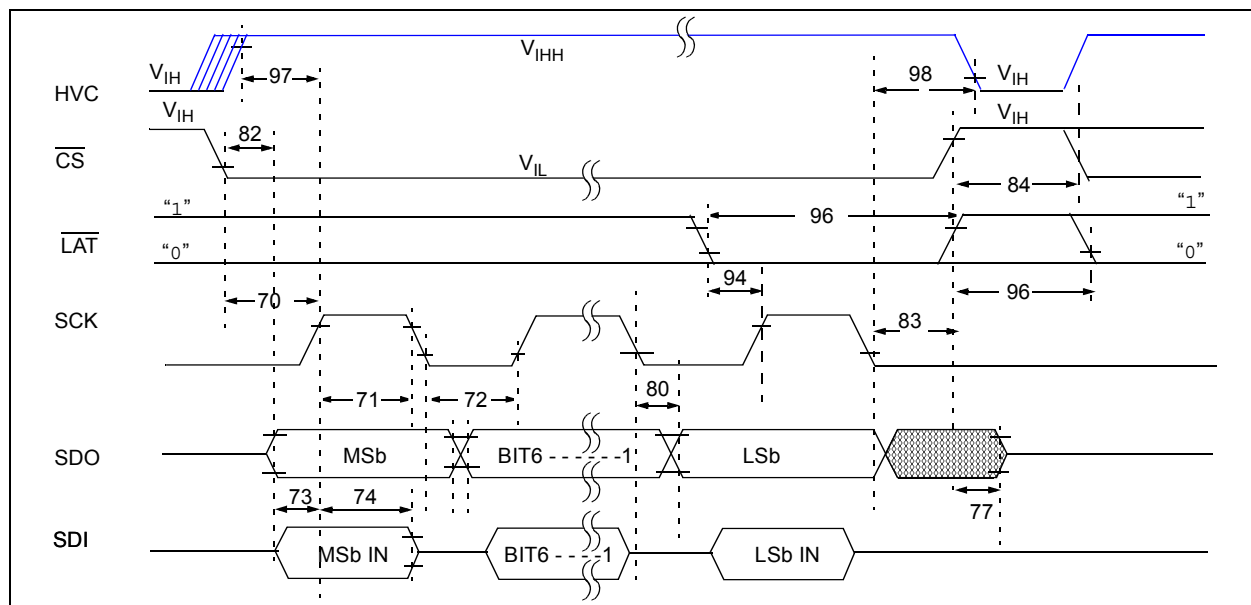 V_IHH
V_IH
97
98
V_IH
HVC
V_IH
V_IH
82
CS
V_IL
84
"1"
96
"1"
LAT
"0"
"0"
94
70
96
SCK
83
71
72
80
SDO
MSb
BIT6 - - - - - -1
LSb
73
74
77
SDI
MSb IN
BIT6 - - - - -1
LSb IN